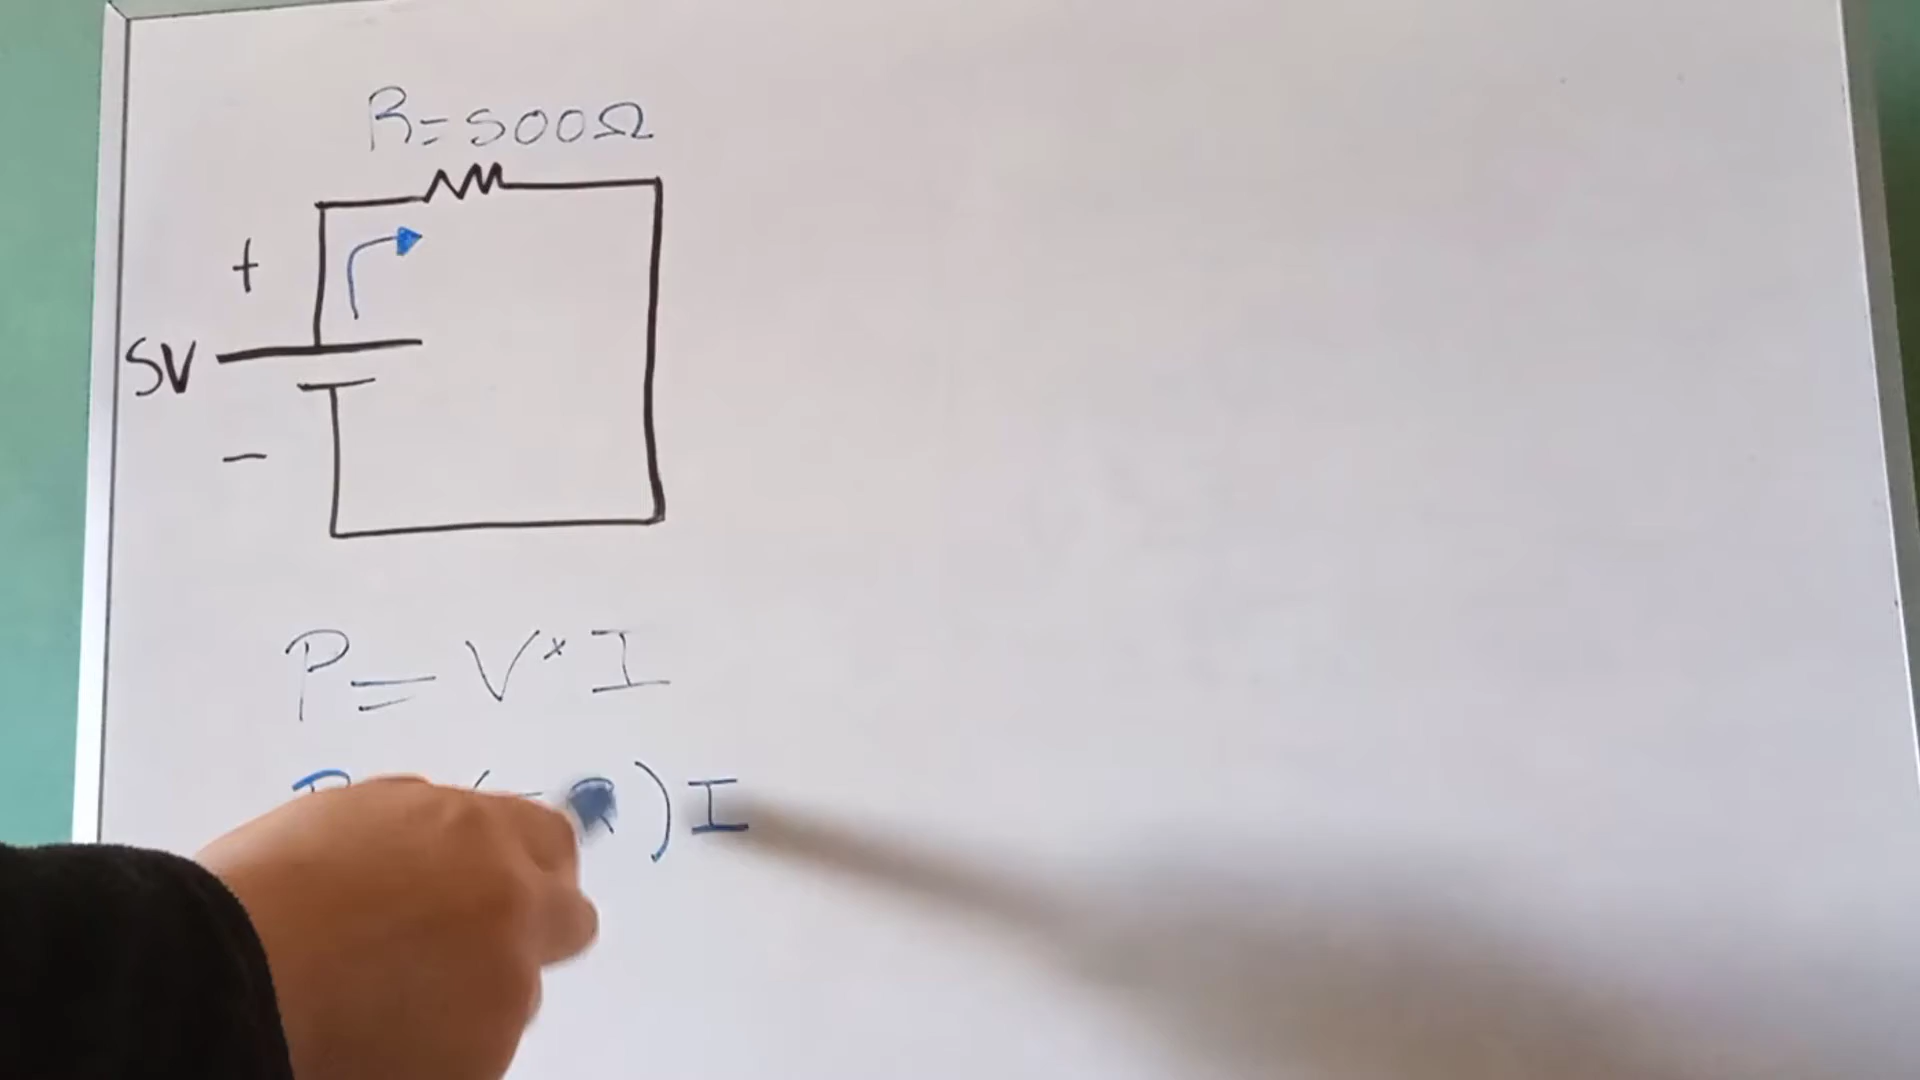 R=500Ω
+
5V
-
P=V*I
P ( R)I